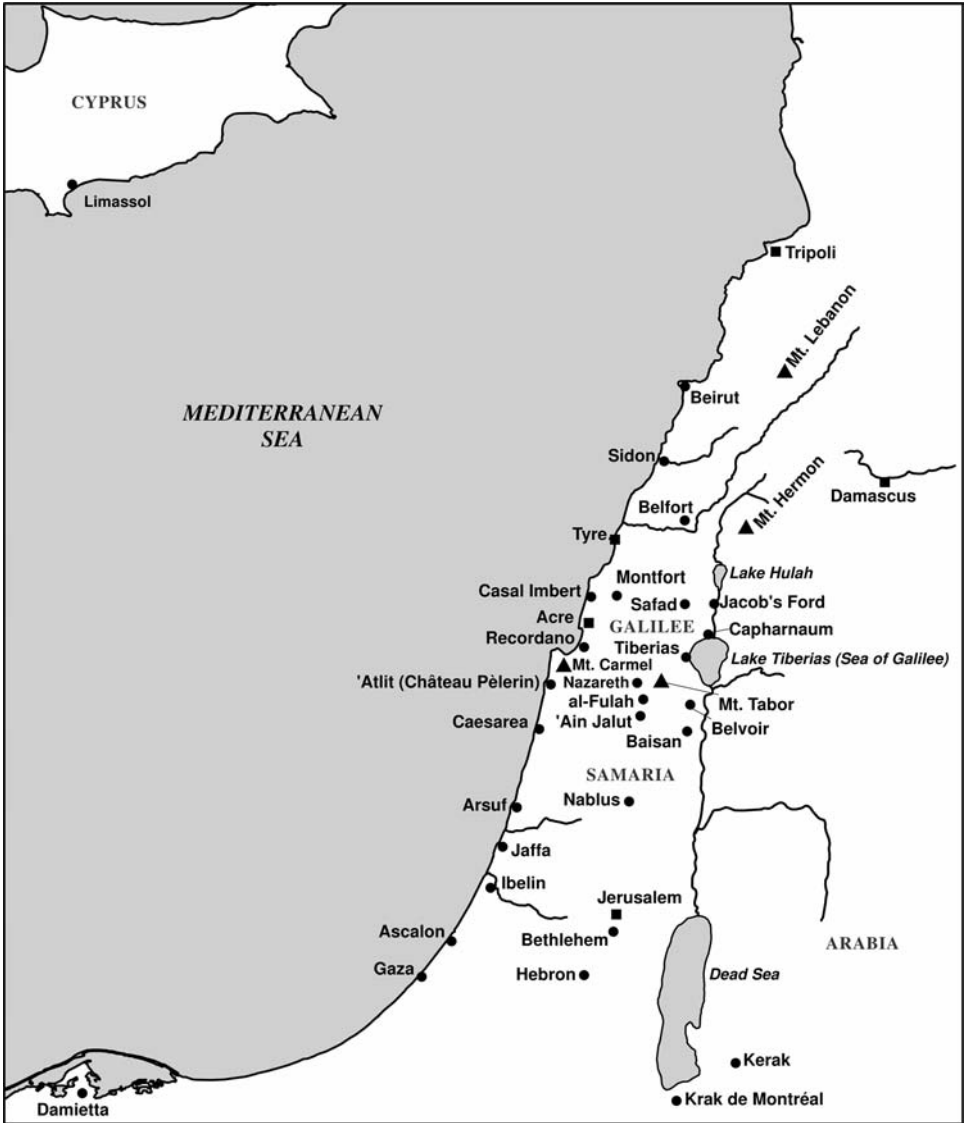 CYPRUS
Limassol
Tripoli
Mt. Lebanon
Beirut
MEDITERRANEAN
SEA
Sidon
Mt. Hermon
Damascus
Belfort
Tyre
Lake Hulah
Montfort
Casal Imbert
Safad
Jacob's Ford
Acre
GALILEE
Capharnaum
Recordano
Tiberias
Lake Tiberias (Sea of Galilee)
Mt. Carmel
'Atlit (Château Pèlerin)
Nazareth
al-Fulah
Mt. Tabor
'Ain Jalut
Caesarea
Belvoir
Baisan
SAMARIA
Arsuf
Nablus
Jaffa
Ibelin
Jerusalem
Ascalon
Bethlehem
ARABIA
Gaza
Hebron
Dead Sea
Kerak
Krak de Montréal
Damietta